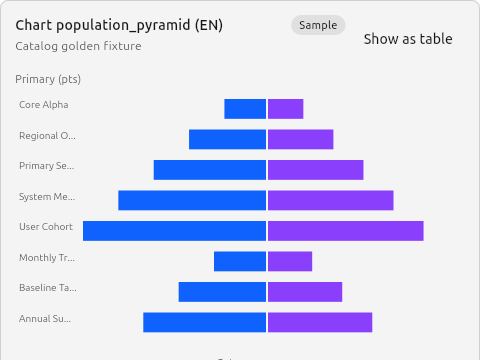 Chart population_pyramid (EN)
Sample
Show as table
Catalog golden fixture
Primary (pts)
Core Alpha
Regional O...
Primary Se...
System Me...
User Cohort
Monthly Tr...
Baseline Ta...
Annual Su...